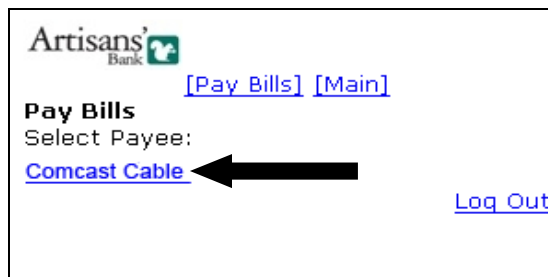 Artisans'
Bank
[Pay Bills] [Main]
Pay Bills
Select Payee:
Comcast Cable
Log Out